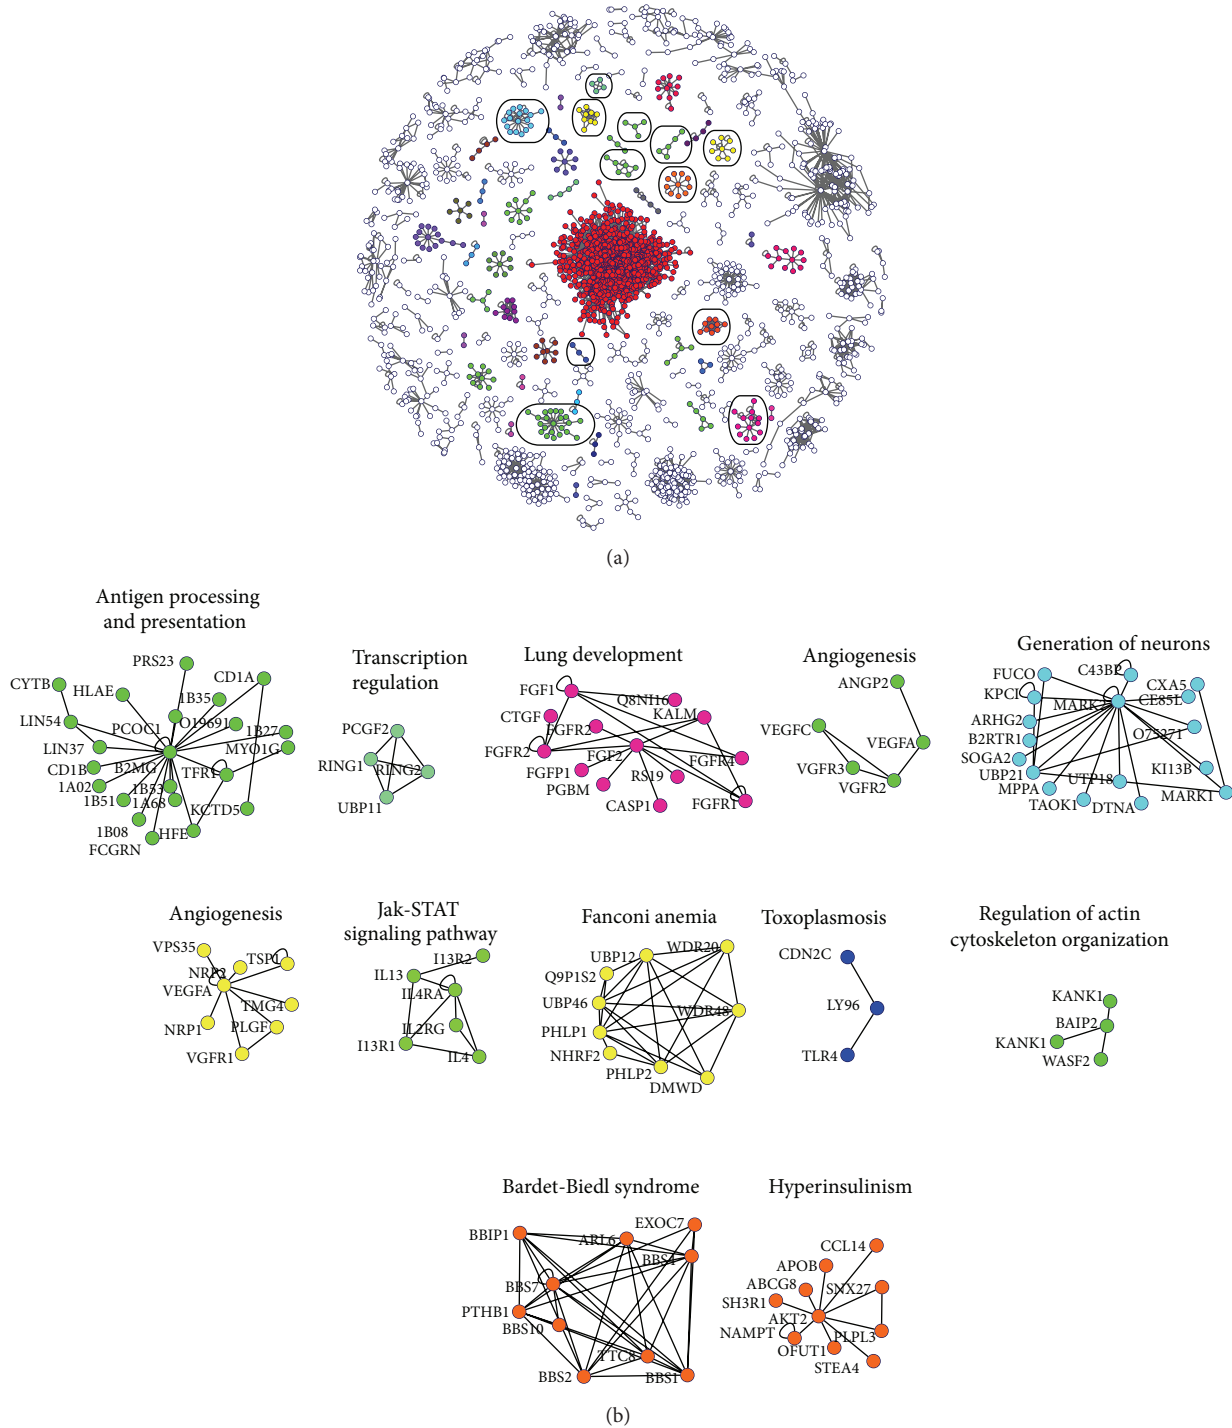 (a)
Antigen processing
and presentation
PRS23
CD1A
CYTB
HLAE
1B35
LIN54
PCOC1
O19691
1B27
LIN37
MYO1G
CD1B
B2MG
TFR1
1A02
1B53
1B51
1A68
KCTD5
1B08
HFE
FCGRN
Transcription
regulation
PCGF2
RING1
RING2
UBP11
Lung development
FGF1
Q8NI16
CTGF
KALM
FGFR2
FGFR2
FGF2
FGFR4
FGFP1
RS19
PGBM
CASP1
FGFR1
Angiogenesis
ANGP2
VEGFC
VEGFA
VGFR3
VGFR2
Generation of neurons
FUCO
C43BP
CXA5
KPCI
CE85L
MARK3
ARHG2
O75271
B2RTR1
SOGA2
KI13B
UBP21
UTP18
MPPA
MARK1
TAOK1
DTNA
Angiogenesis
VPS35
TSP1
NRP2
VEGFA
TMG4
NRP1
PLGF
VGFR1
Jak-STAT
signaling pathway
I13R2
IL13
IL4RA
IL2RG
I13R1
IL4
Fanconi anemia
WDR20
UBP12
Q9P1S2
UBP46
WDR48
PHLP1
NHRF2
PHLP2
DMWD
Toxoplasmosis
CDN2C
LY96
TLR4
Regulation of actin
cytoskeleton organization
KANK1
BAIP2
KANK1
WASF2
Bardet-Biedl syndrome
EXOC7
BBIP1
ARL6
BBS4
BBS7
PTHB1
BBS10
TTC8
BBS2
BBS1
Hyperinsulinism
CCL14
APOB
ABCG8
SNX27
SH3R1
AKT2
NAMPT
PLPL3
OFUT1
STEA4
(b)